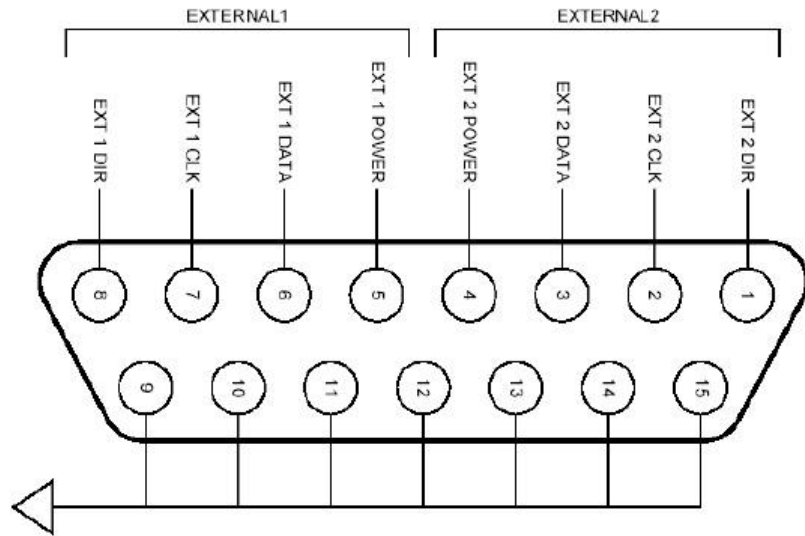 EXTERNAL1
EXTERNAL2
EXT 1 DIR
EXT 1 CLK
EXT 1 DATA
EXT 1 POWER
EXT 2 POWER
EXT 2 DATA
EXT 2 CLK
EXT 2 DIR
8
7
6
5
4
3
2
1
9
10
11
12
13
14
15